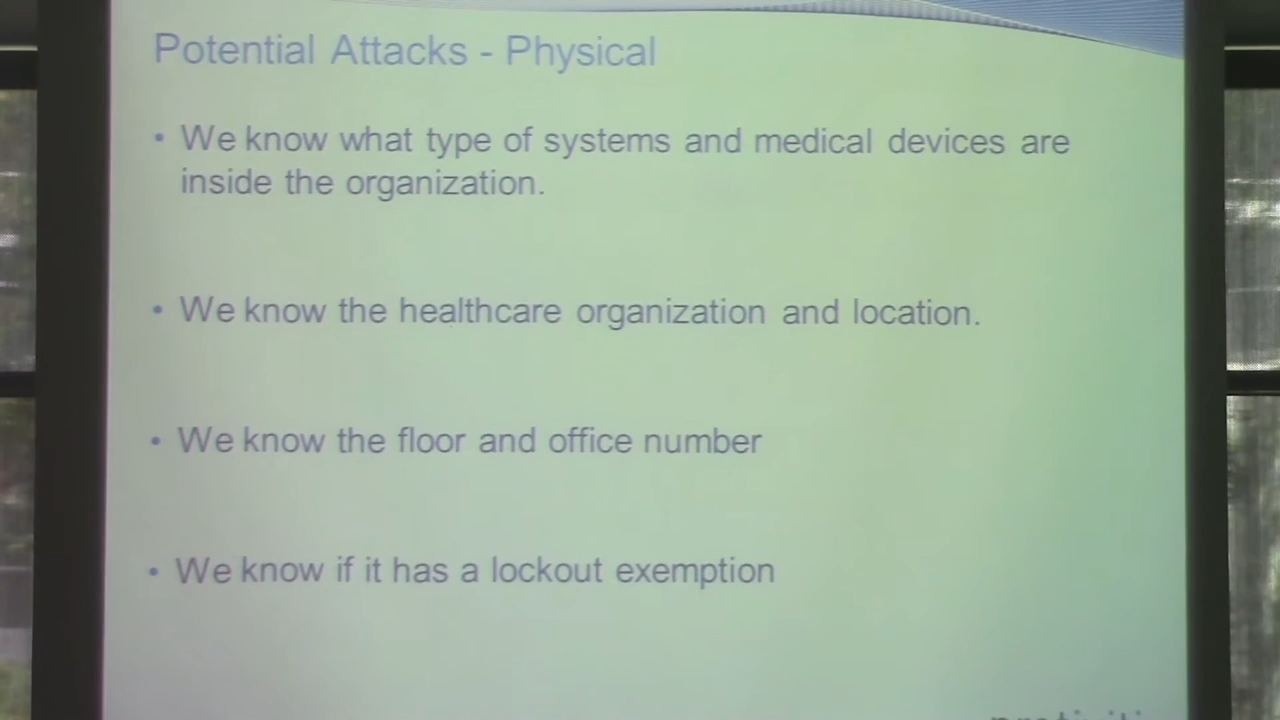 Potential Attacks - Physical
• We know what type of systems and medical devices are
inside the organization.
• We know the healthcare organization and location.
• We know the floor and office number
• We know if it has a lockout exemption